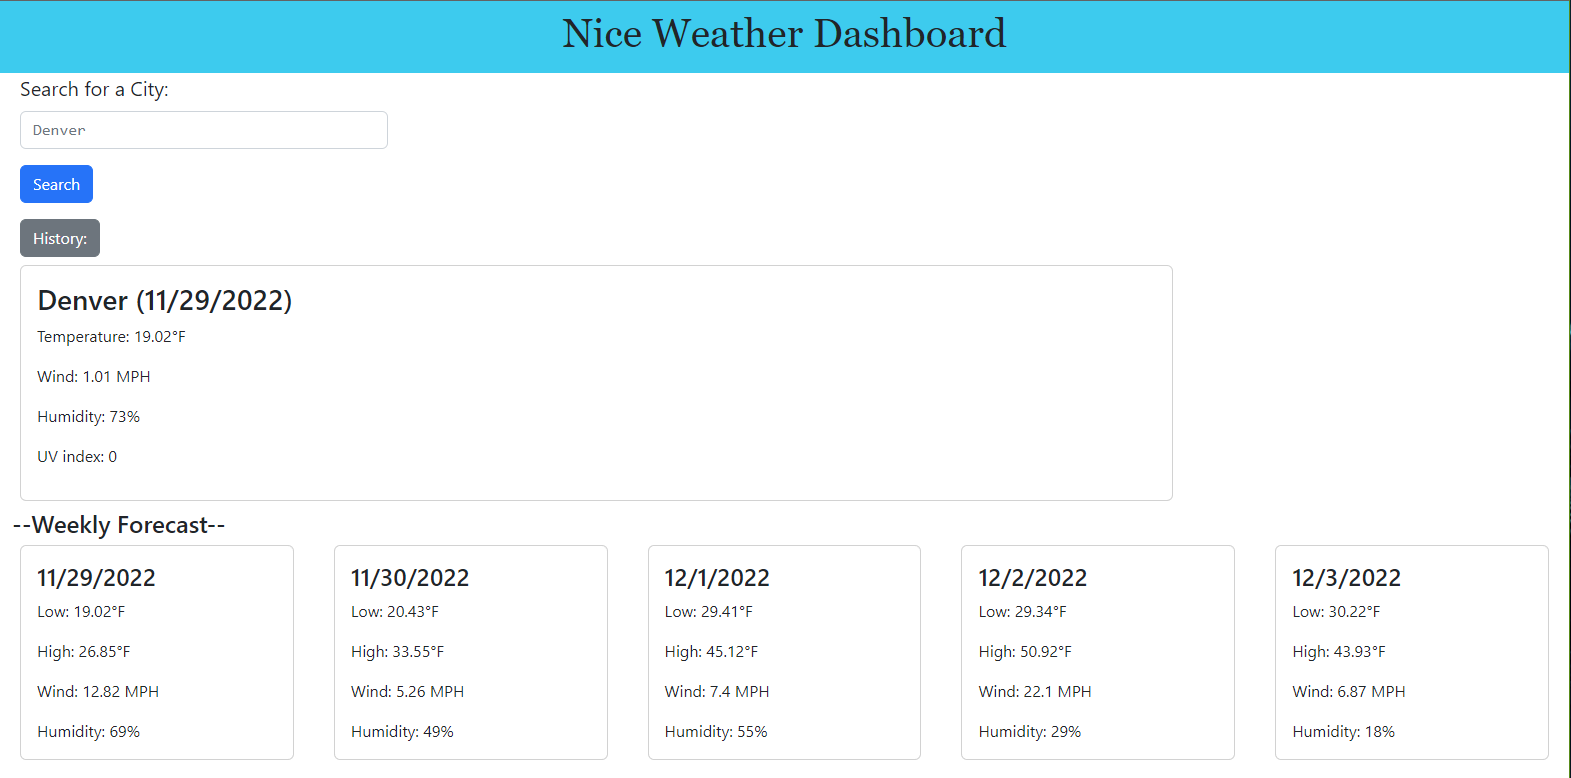 Nice Weather Dashboard
Search for a City:
Denver
Search
History:
Denver (11/29/2022)
Temperature: 19.02°F
Wind: 1.01 MPH
Humidity: 73%
UV index: 0
--Weekly Forecast--
11/29/2022
Low: 19.02°F
High: 26.85°F
Wind: 12.82 MPH
Humidity: 69%
11/30/2022
Low: 20.43°F
High: 33.55°F
Wind: 5.26 MPH
Humidity: 49%
12/1/2022
Low: 29.41°F
High: 45.12°F
Wind: 7.4 MPH
Humidity: 55%
12/2/2022
Low: 29.34°F
High: 50.92°F
Wind: 22.1 MPH
Humidity: 29%
12/3/2022
Low: 30.22°F
High: 43.93°F
Wind: 6.87 MPH
Humidity: 18%